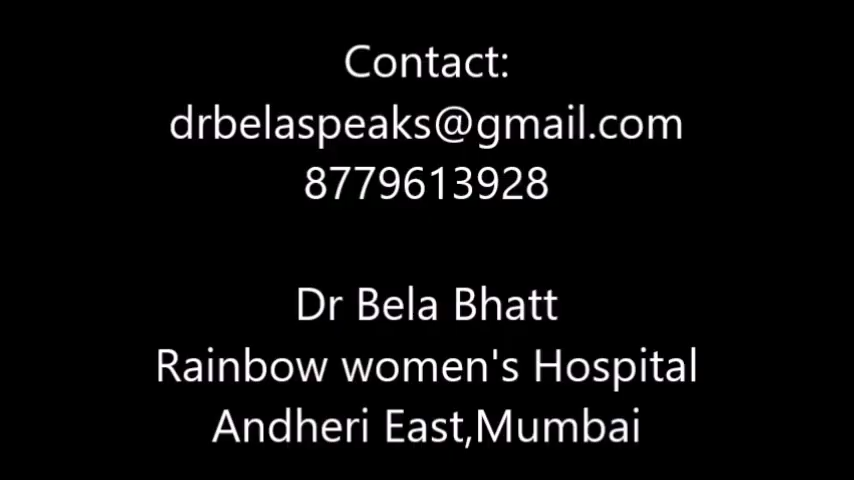 Contact:
drbelaspeaks@gmail.com
8779613928
Dr Bela Bhatt
Rainbow women's Hospital
Andheri East,Mumbai